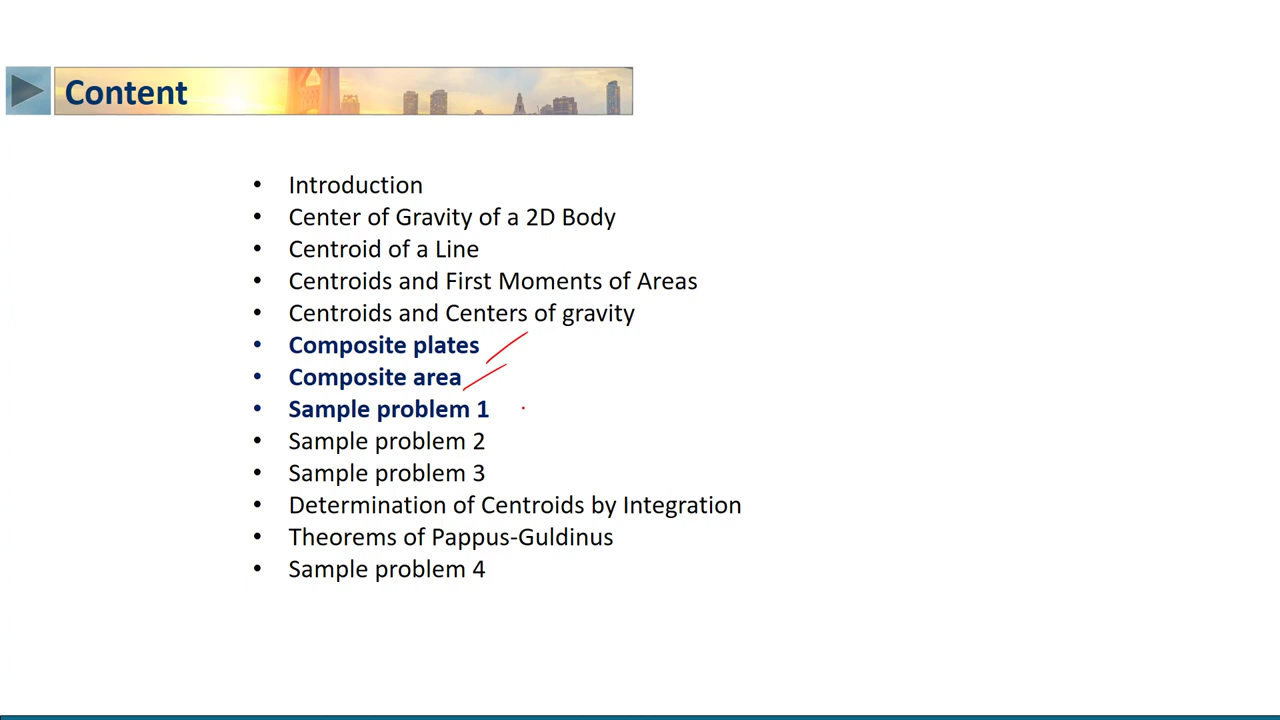 Content
• Introduction
• Center of Gravity of a 2D Body
• Centroid of a Line
• Centroids and First Moments of Areas
• Centroids and Centers of gravity
• Composite plates
• Composite area
• Sample problem 1
• Sample problem 2
• Sample problem 3
• Determination of Centroids by Integration
• Theorems of Pappus-Guldinus
• Sample problem 4